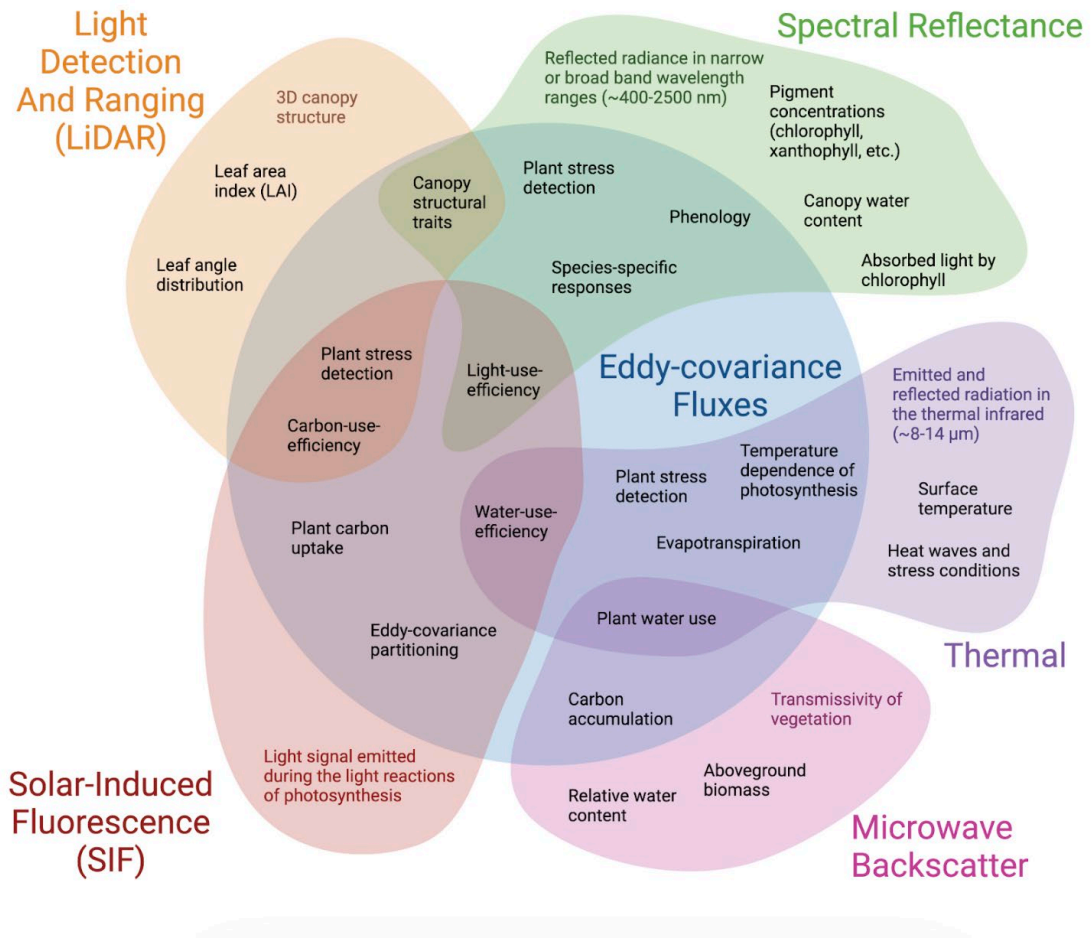 Light
Detection
And Ranging
(LiDAR)
Spectral Reflectance
3D canopy
structure
Reflected radiance in narrow
or broad band wavelength
ranges (~400-2500 nm)
Pigment
concentrations
(chlorophyll,
xanthophyll, etc.)
Leaf area
index (LAI)
Canopy
structural
traits
Plant stress
detection
Phenology
Canopy water
content
Leaf angle
distribution
Species-specific
responses
Absorbed light by
chlorophyll
Plant stress
detection
Light-use-
efficiency
Eddy-covariance
Fluxes
Emitted and
reflected radiation in
the thermal infrared
(~8-14 μm)
Carbon-use-
efficiency
Temperature
dependence of
photosynthesis
Plant stress
detection
Surface
temperature
Plant carbon
uptake
Water-use-
efficiency
Evapotranspiration
Heat waves and
stress conditions
Eddy-covariance
partitioning
Plant water use
Thermal
Carbon
accumulation
Transmissivity of
vegetation
Light signal emitted
during the light reactions
of photosynthesis
Aboveground
biomass
Relative water
content
Solar-Induced
Fluorescence
(SIF)
Microwave
Backscatter